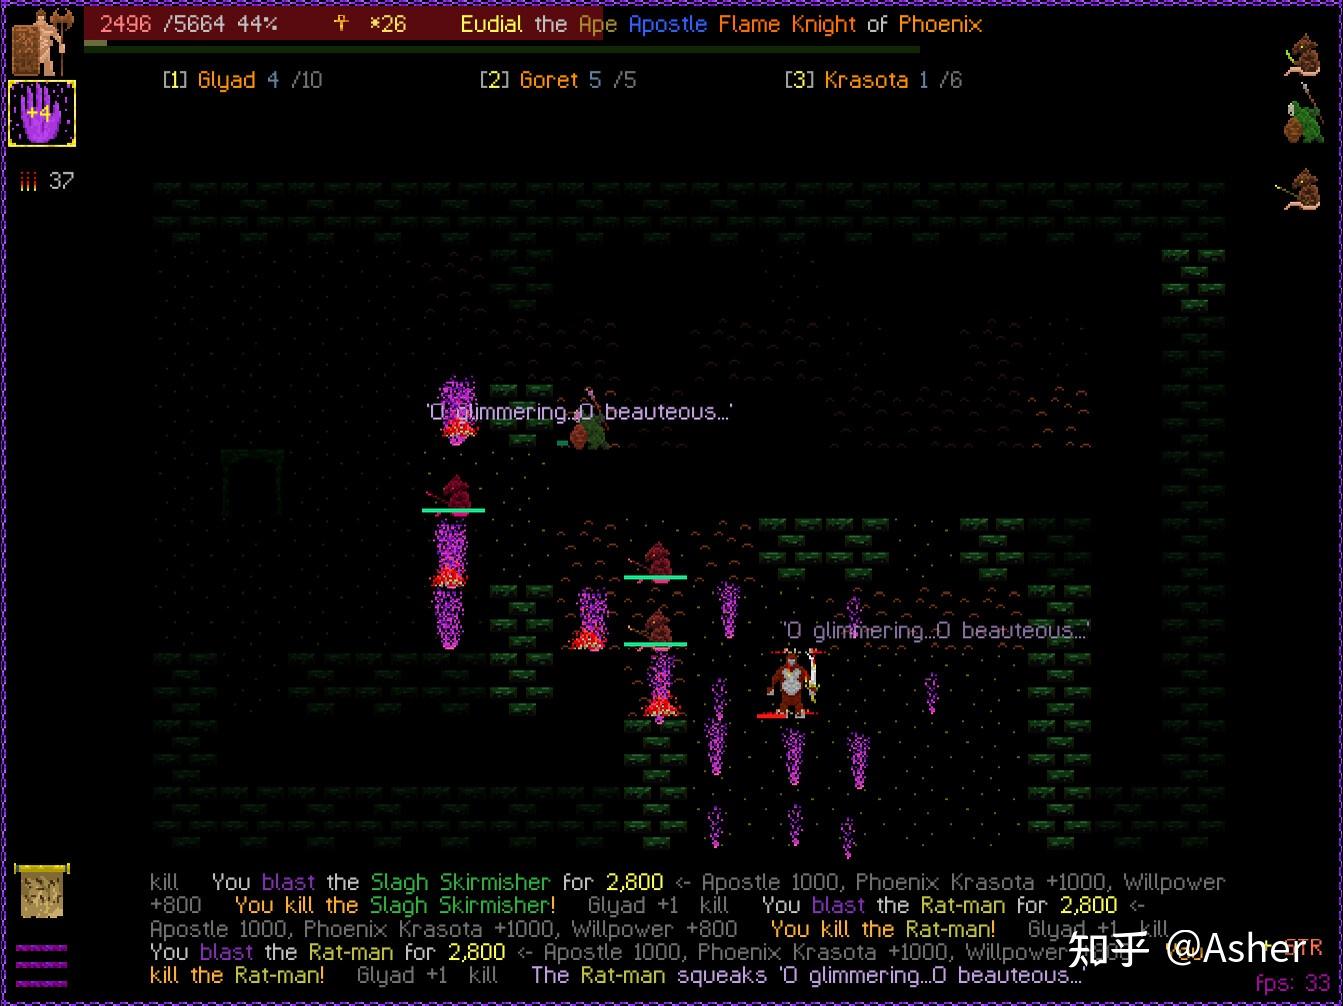 2496 /5664 44% *26 Eudial the Ape Apostle Flame Knight of Phoenix
[1] Glyad 4 /10 [2] Goret 5 /5 [3] Krasota 1 /6
+4
37
'O glimmering...O beauteous...'
'O glimmering...O beauteous...'
kill You blast the Slagh Skirmisher for 2,800 <- Apostle 1000, Phoenix Krasota +1000, Willpower
+800 You kill the Slagh Skirmisher! Glyad +1 kill You blast the Rat-man for 2,800 <-
Apostle 1000, Phoenix Krasota +1000, Willpower +800 You kill the Rat-man! Glyad +1 kill
You blast the Rat-man for 2,800 <- Apostle 1000, Phoenix Krasota +1000, Willpower
kill the Rat-man! Glyad +1 kill The Rat-man squeaks 'O glimmering...O beauteous...'
知乎 @Asher
fps: 33